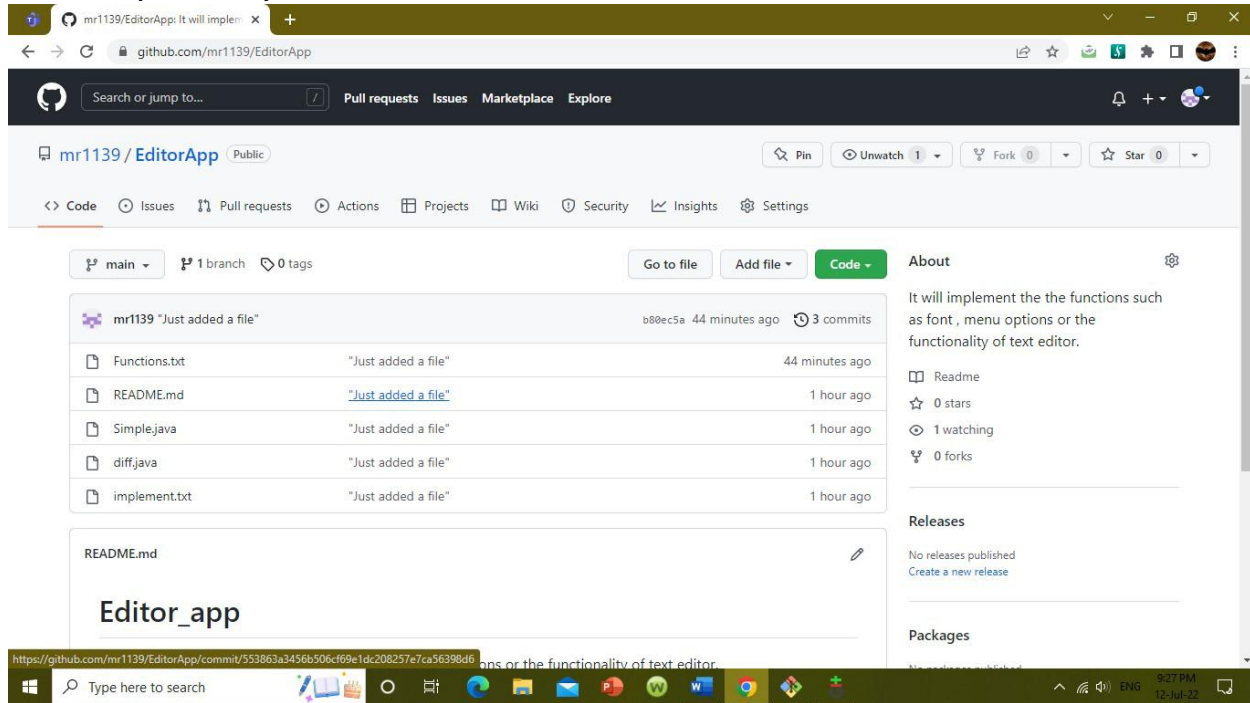 mr1139/EditorApp: It will implem
github.com/mr1139/EditorApp
Search or jump to... / Pull requests Issues Marketplace Explore
mr1139 / EditorApp Public Pin Unwatch 1 Fork 0 Star 0
<> Code Issues Pull requests Actions Projects Wiki Security Insights Settings
main 1 branch 0 tags Go to file Add file Code
mr1139 "Just added a file" b80ec5a 44 minutes ago 3 commits
Functions.txt "Just added a file" 44 minutes ago
README.md "Just added a file" 1 hour ago
Simple.java "Just added a file" 1 hour ago
diff.java "Just added a file" 1 hour ago
implement.txt "Just added a file" 1 hour ago
README.md
Editor_app
ons or the functionality of text editor.
About
It will implement the the functions such
as font , menu options or the
functionality of text editor.
Readme
0 stars
1 watching
0 forks
Releases
No releases published
Create a new release
Packages
https://github.com/mr1139/EditorApp/commit/553863a3456b506cf69e1dc208257e7ca56398d6
Type here to search
ENG
9:27 PM
12-Jul-22